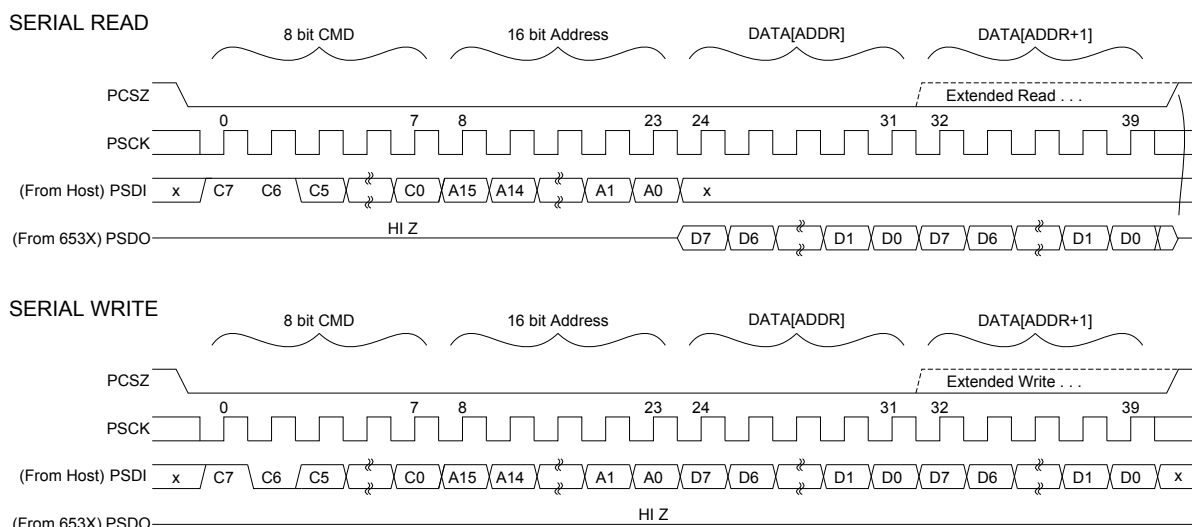 SERIAL READ
8 bit CMD 16 bit Address DATA[ADDR] DATA[ADDR+1]
PCSZ Extended Read . . .
0 7 8 23 24 31 32 39
PSCK
(From Host) PSDI x C7 C6 C5 C0 A15 A14 A1 A0 x
HI Z
(From 653X) PSDO D7 D6 D1 D0 D7 D6 D1 D0
SERIAL WRITE
8 bit CMD 16 bit Address DATA[ADDR] DATA[ADDR+1]
PCSZ Extended Write . . .
0 7 8 23 24 31 32 39
PSCK
(From Host) PSDI x C7 C6 C5 C0 A15 A14 A1 A0 D7 D6 D1 D0 D7 D6 D1 D0 x
HI Z
(From 653X) PSDO